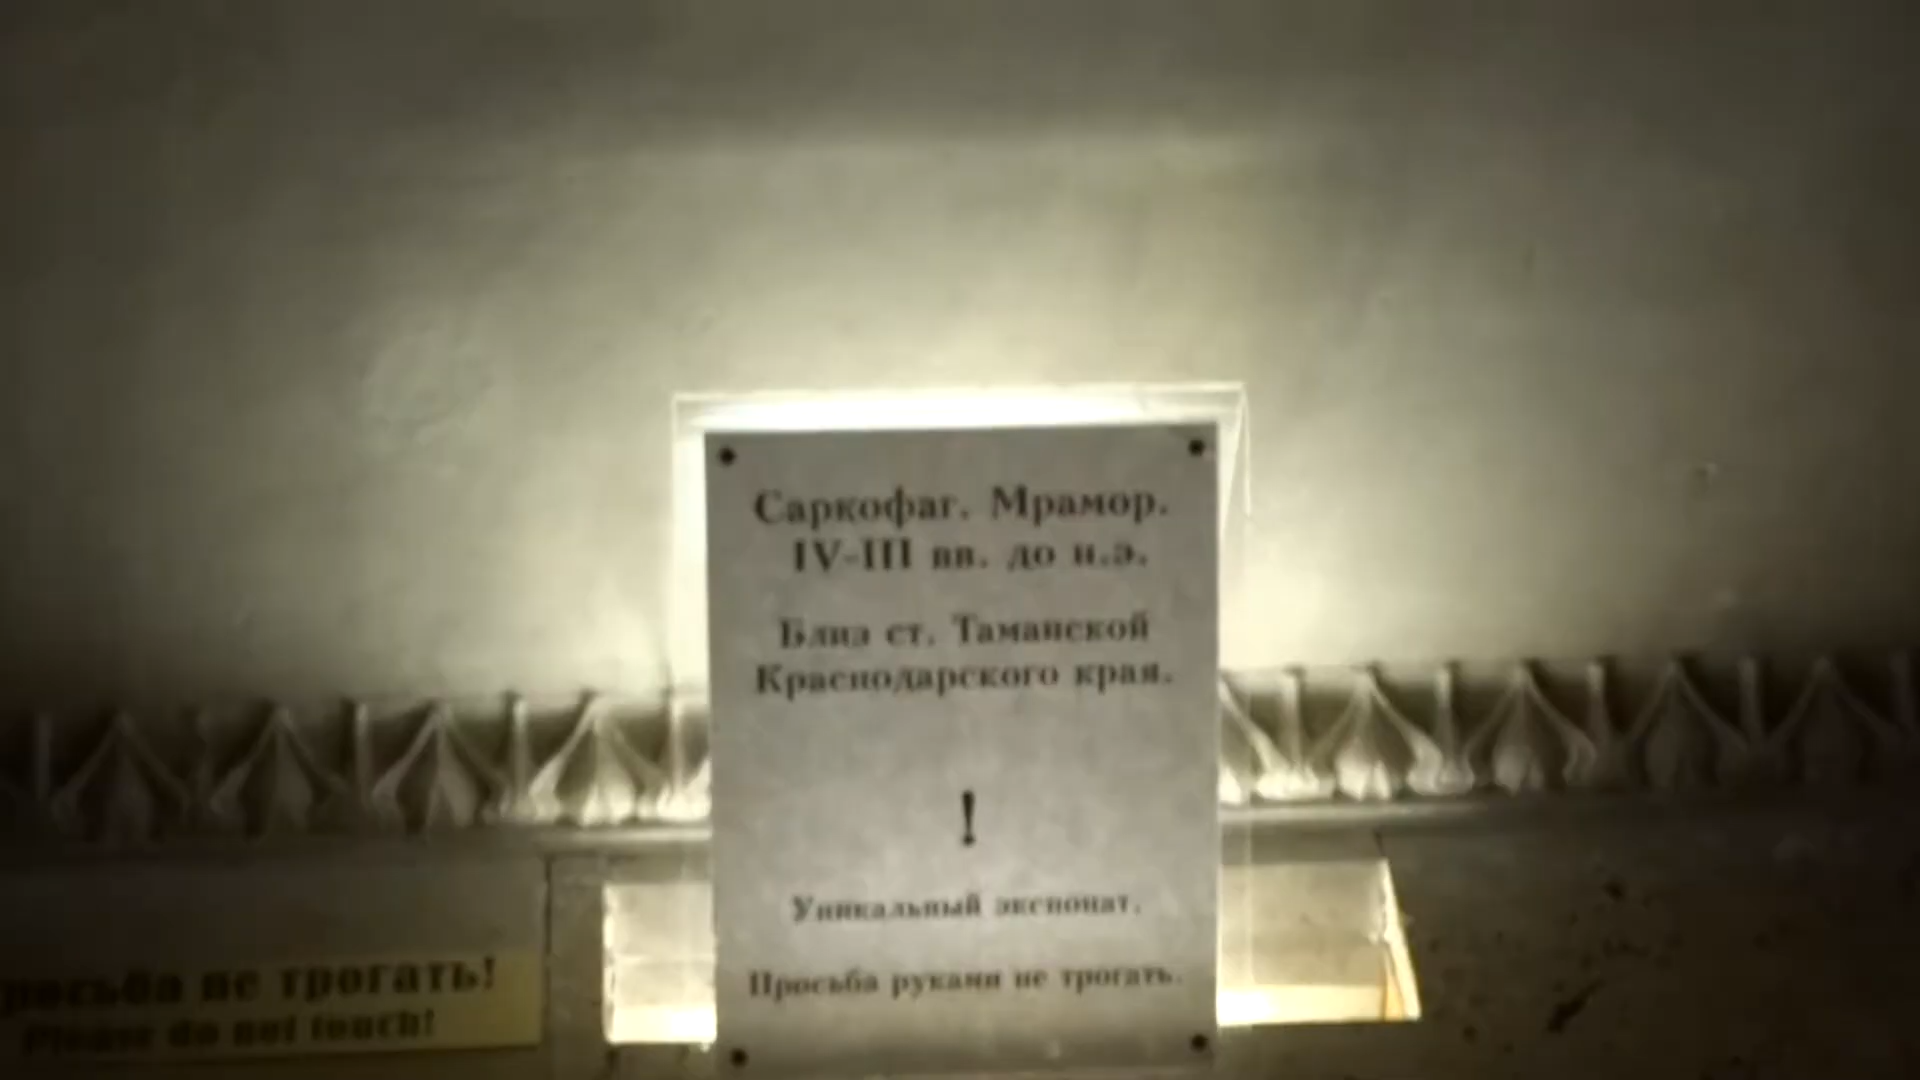 Саркофаг. Мрамор.
IV-III вв. до н.э.
Близ ст. Таманской
Краснодарского края.
!
Уникальный экспонат.
Просьба руками не трогать.
росьба не трогать!
Please do not touch!